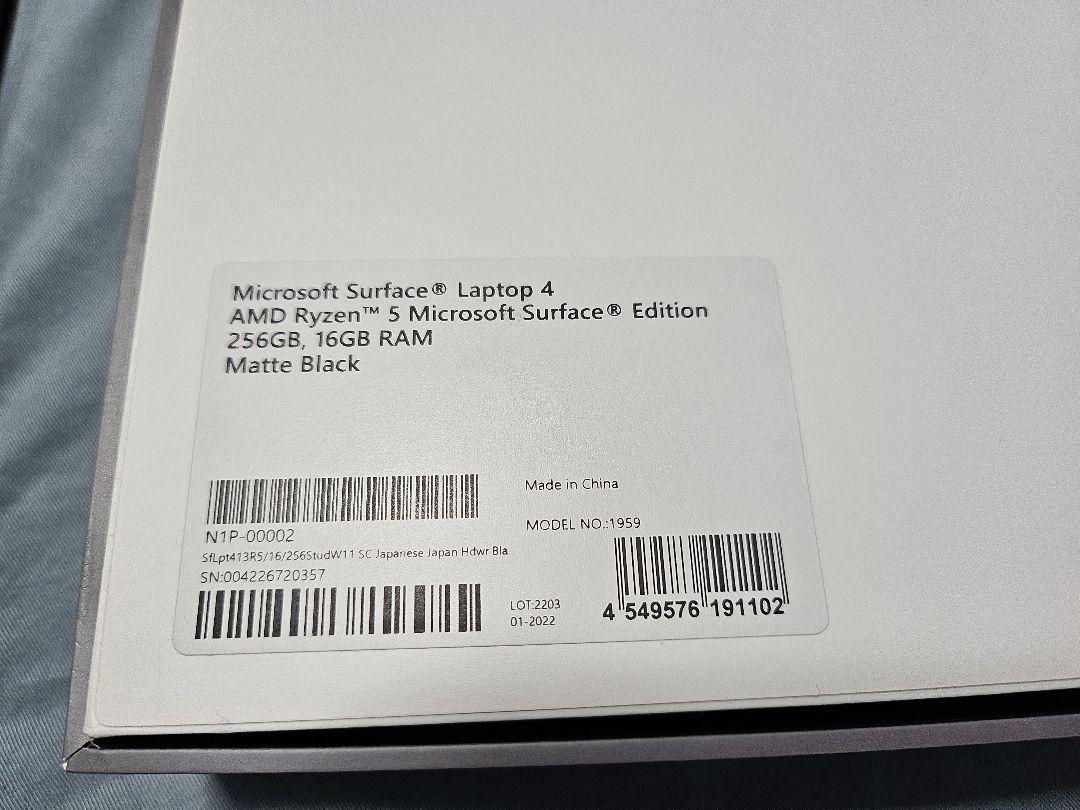 Microsoft Surface® Laptop 4
AMD Ryzen™ 5 Microsoft Surface® Edition
256GB, 16GB RAM
Matte Black
N1P-00002
SfLpt413R5/16/256StudW11 SC Japanese Japan Hdwr Bla
SN:004226720357
Made in China
MODEL NO.:1959
LOT:2203
01-2022
4 549576 191102